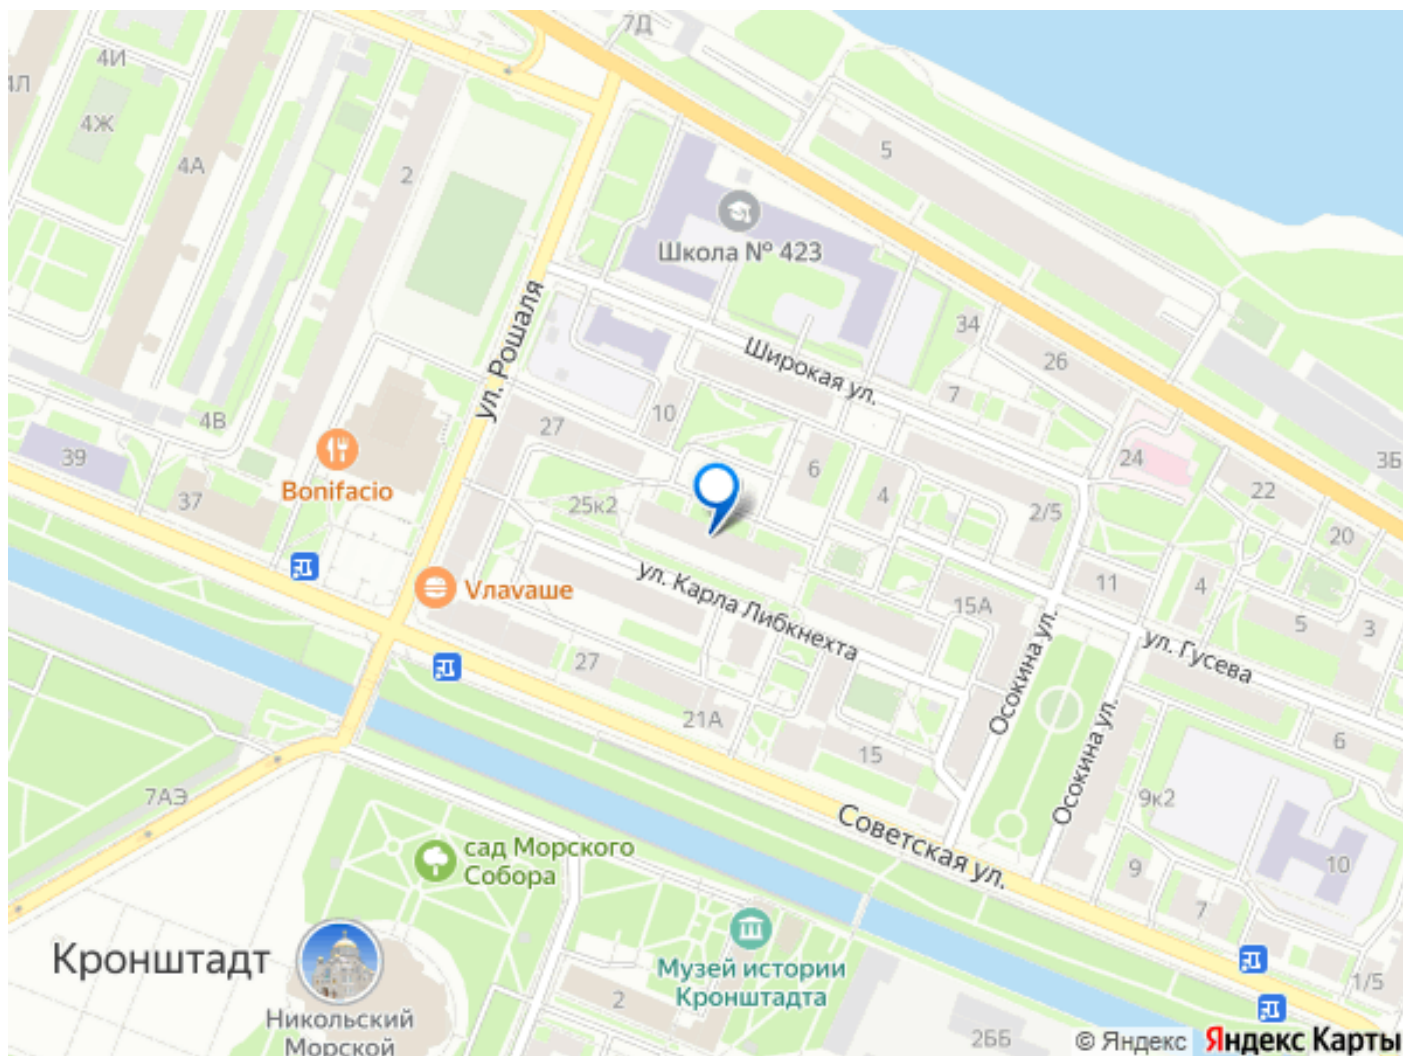 7Д
4И
4Л
4Ж
4А
2
5
Школа № 423
ул. Рошаля
Широкая ул.
34
26
7
10
27
6
4
24
3Б
22
20
2/5
4В
39
37
Bonifacio
25к2
Vлаvаше
ул. Карла Либкнехта
15А
11
4
5
3
ул. Гусева
Осокина ул.
Осокина ул.
27
21А
15
6
9к2
10
9
7
1/5
Советская ул.
7АЭ
сад Морского
Собора
Кронштадт
Никольский
Морской
Музей истории
Кронштадта
2
2ББ
© Яндекс
Яндекс Карты